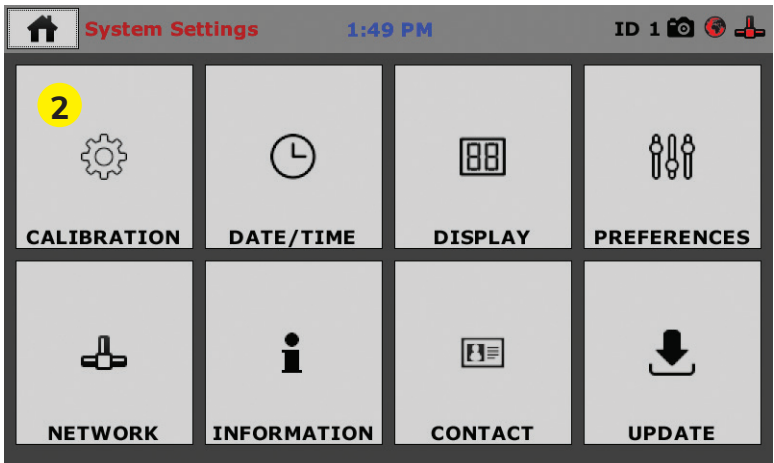 System Settings 1:49 PM ID 1
2
CALIBRATION DATE/TIME DISPLAY PREFERENCES
NETWORK INFORMATION CONTACT UPDATE